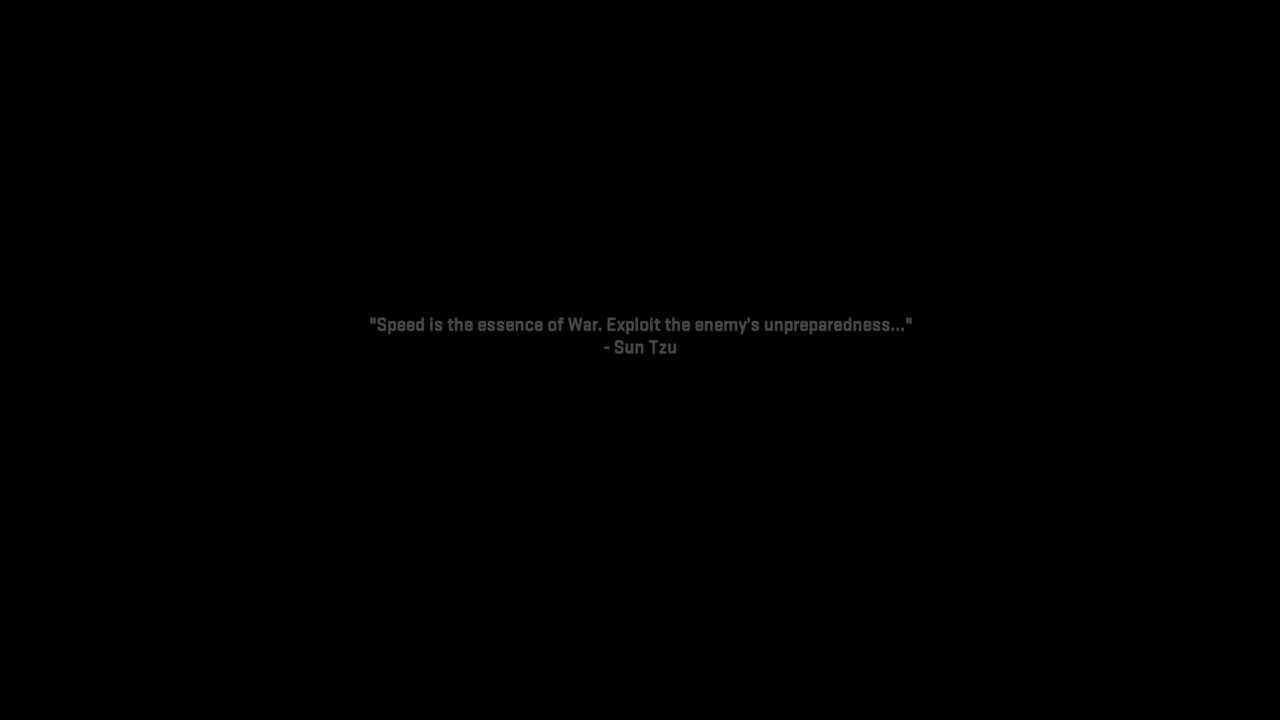 "Speed is the essence of War. Exploit the enemy's unpreparedness..."
- Sun Tzu